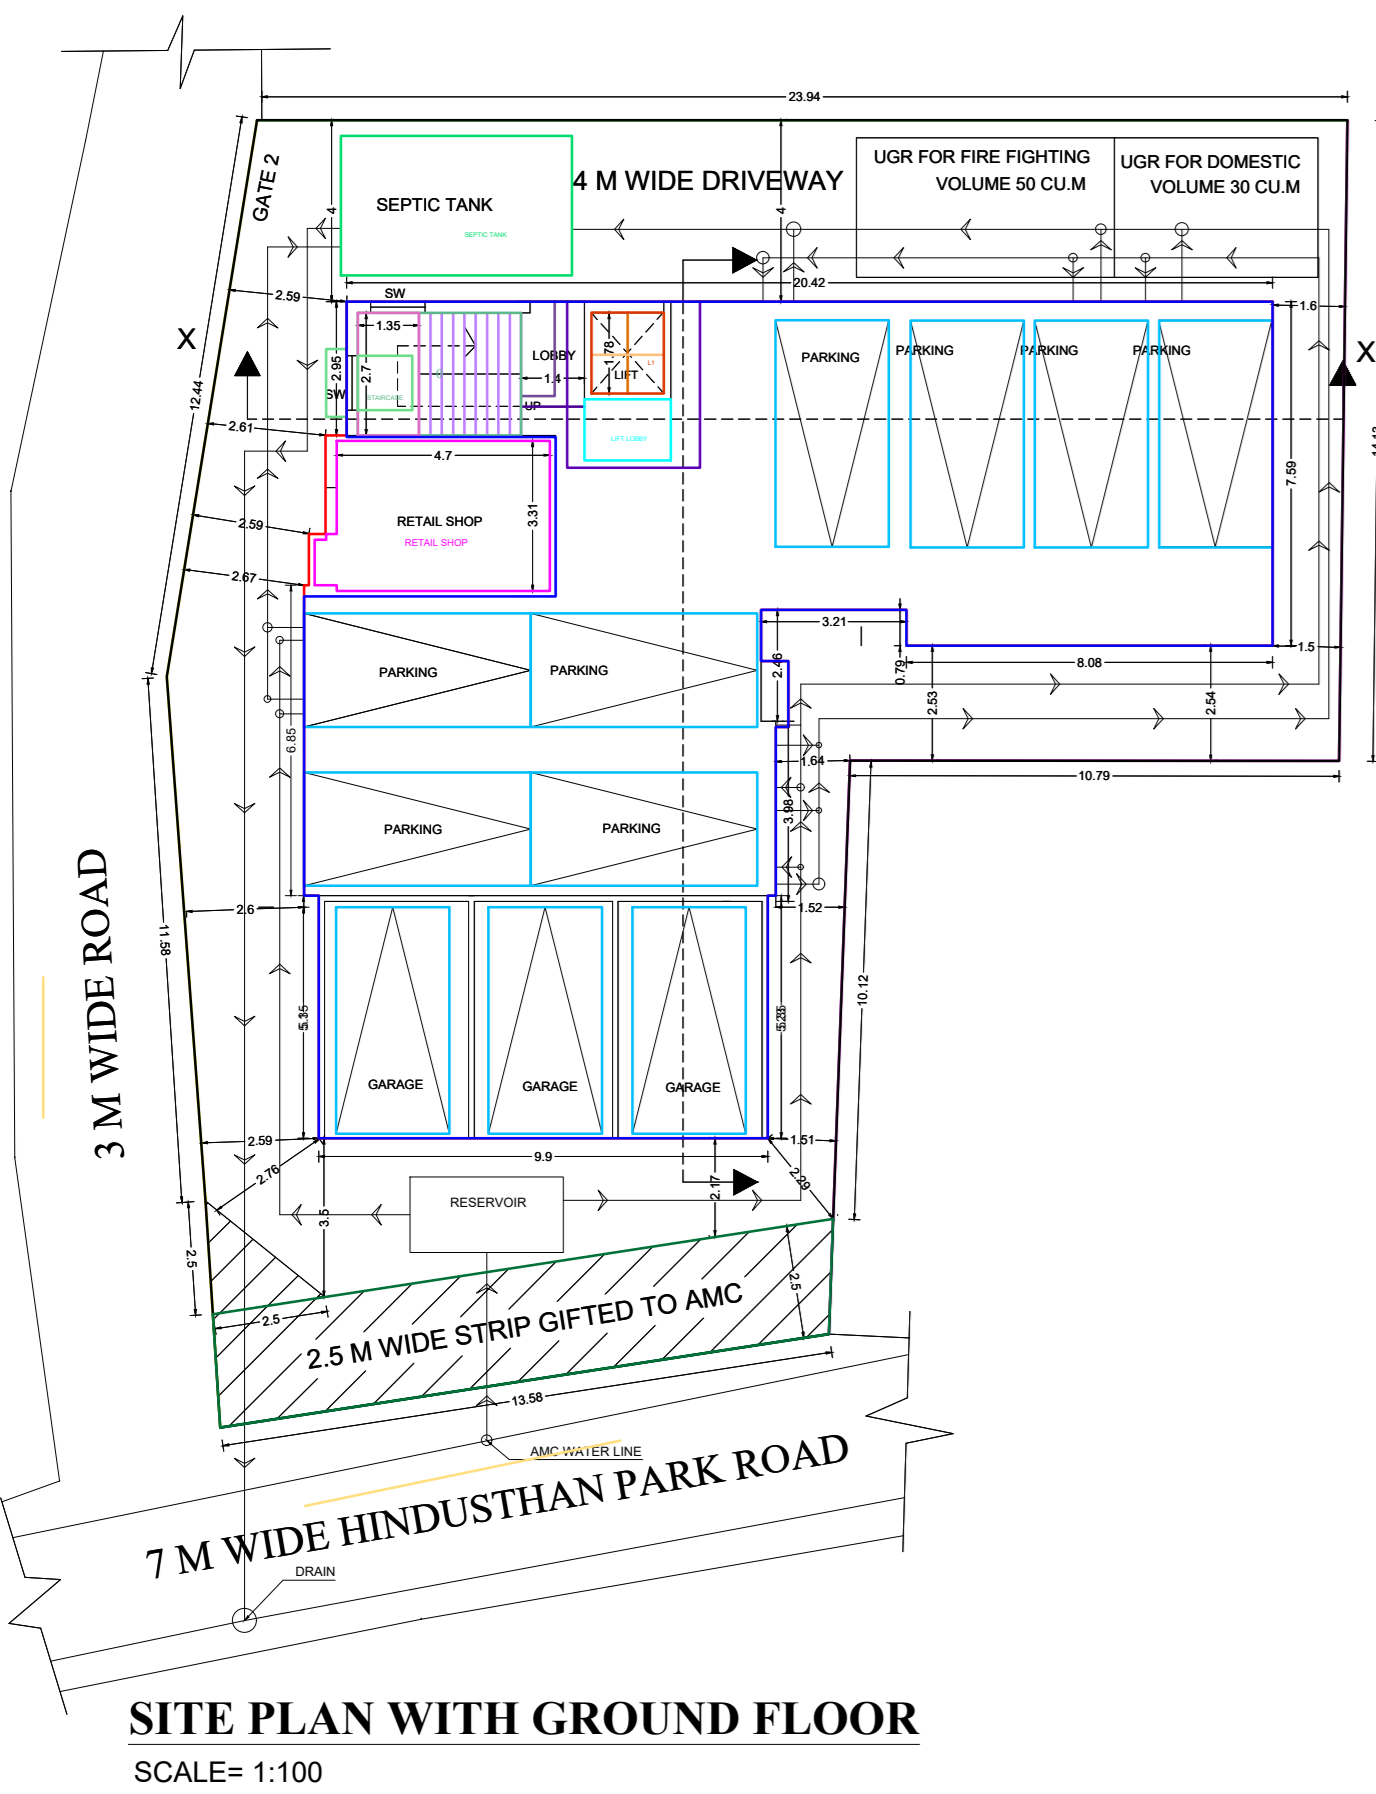 23.94
GATE 2
SEPTIC TANK
SEPTIC TANK
4 M WIDE DRIVEWAY
UGR FOR FIRE FIGHTING
VOLUME 50 CU.M
UGR FOR DOMESTIC
VOLUME 30 CU.M
4
4
20.42
2.59
SW
1.6
X
X
1.35
2.95
2.7
LOBBY
1.4
1.78
L1
LIFT
PARKING
PARKING
PARKING
PARKING
SW
STAIRCASE
UP
12.44
2.61
LIFT LOBBY
4.7
7.59
2.59
RETAIL SHOP
RETAIL SHOP
3.31
2.67
3.21
1.5
PARKING
PARKING
2.46
0.79
8.08
2.53
2.54
6.85
1.64
10.79
3.98
PARKING
PARKING
2.6
1.52
11.58
10.12
3 M WIDE ROAD
GARAGE
GARAGE
GARAGE
2.59
1.51
9.9
2.76
2.29
2.17
RESERVOIR
3.5
2.5
2.5
2.5
2.5 M WIDE STRIP GIFTED TO AMC
13.58
AMC WATER LINE
7 M WIDE HINDUSTHAN PARK ROAD
DRAIN
SITE PLAN WITH GROUND FLOOR
SCALE= 1:100